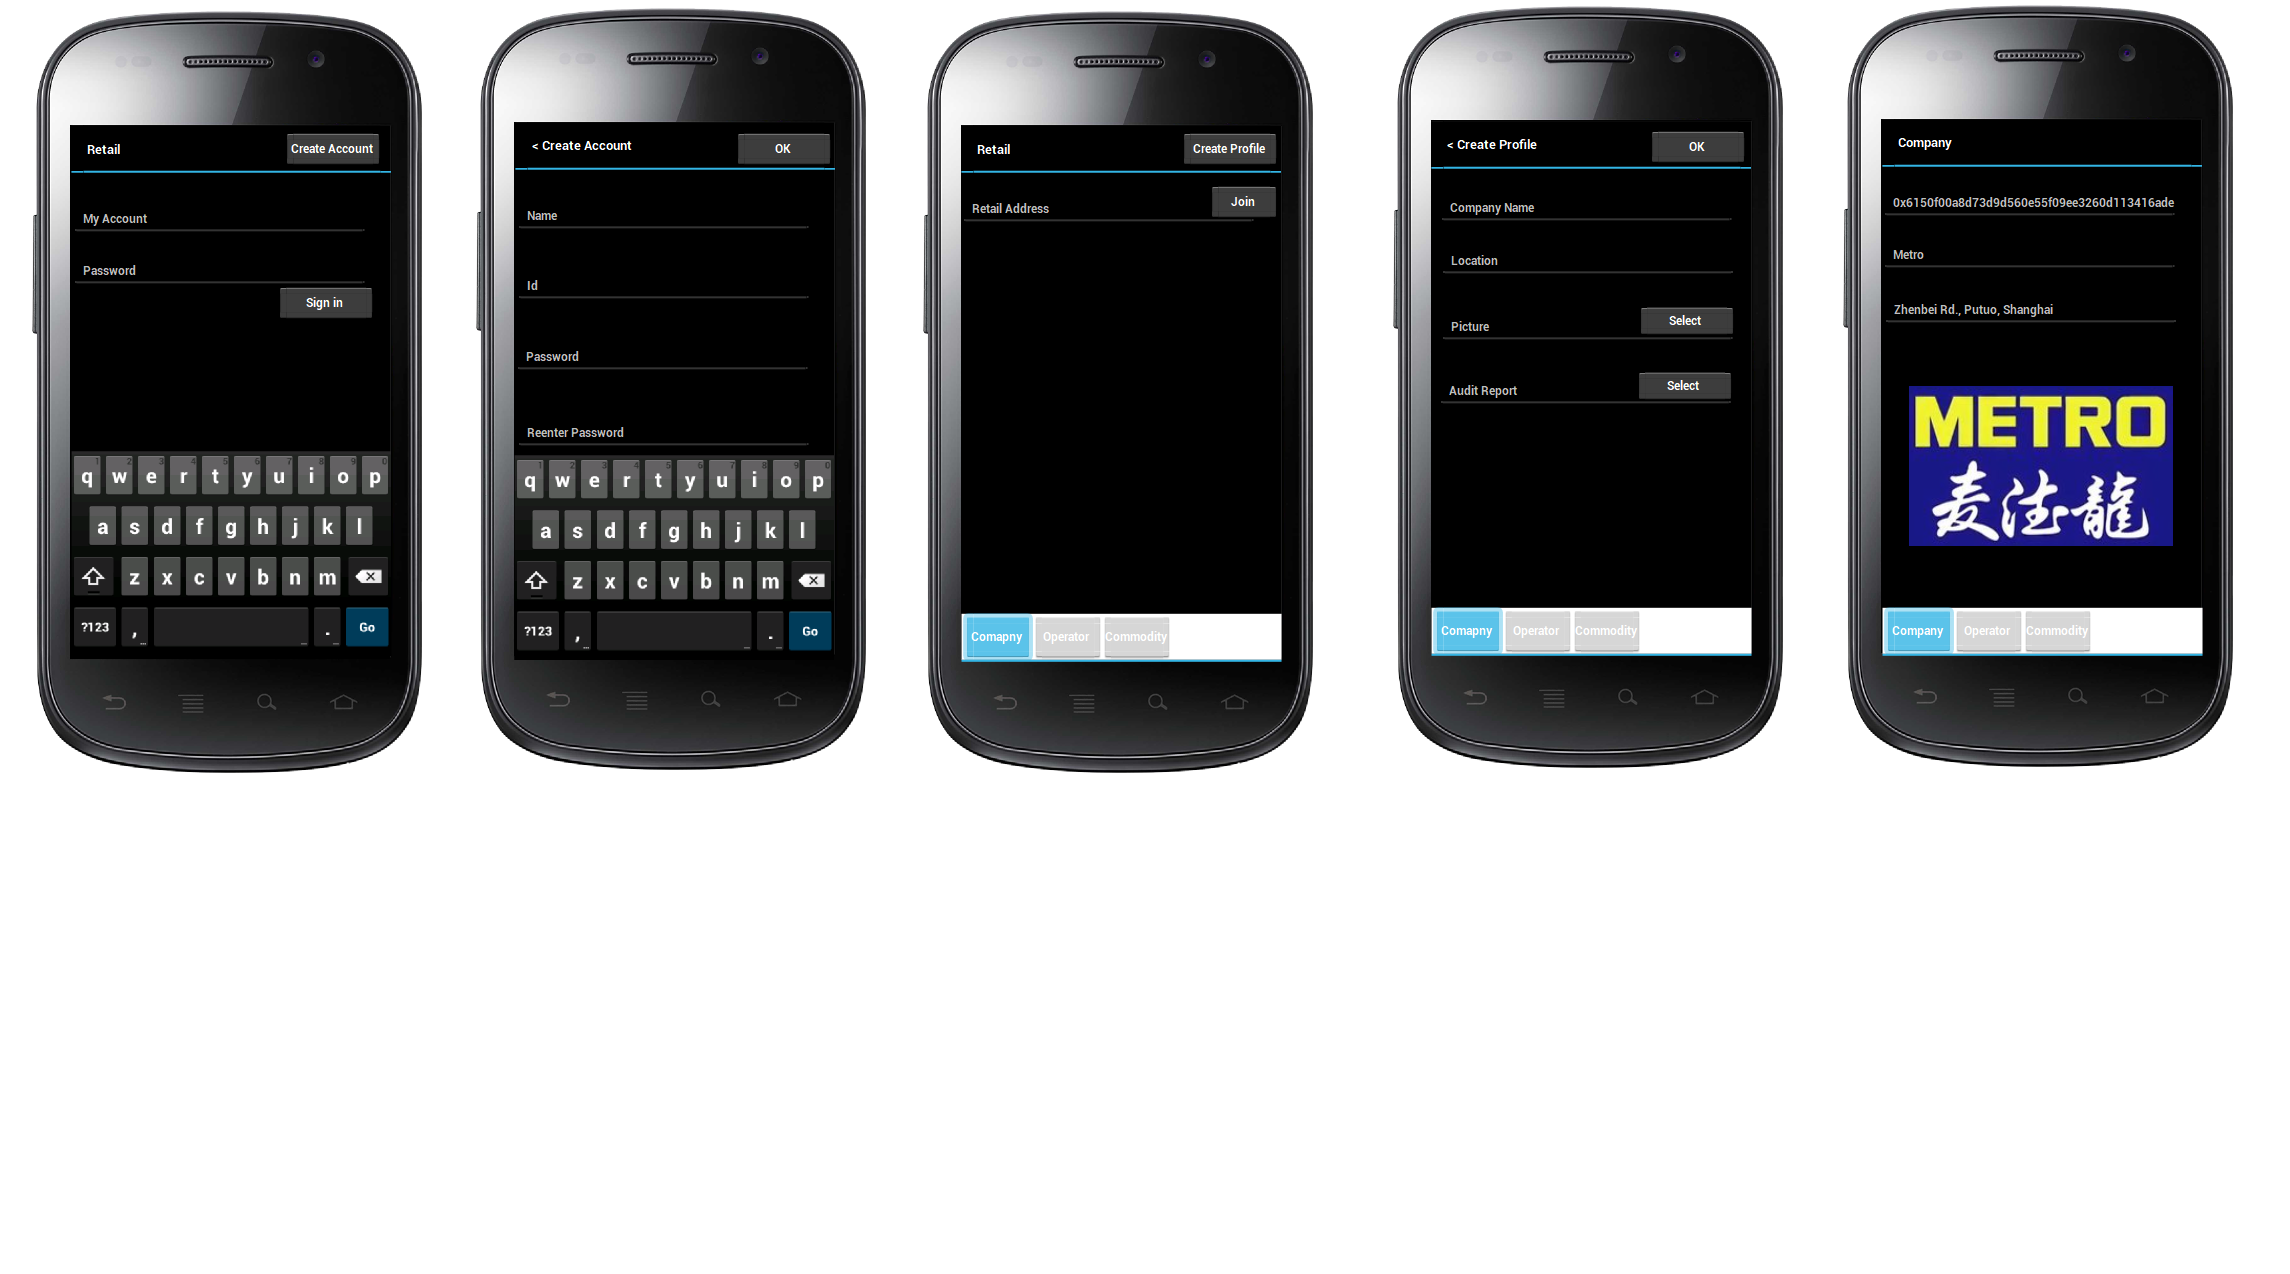 Retail
Create Account
My Account
Password
Sign in
q w e r t y u i o p
a s d f g h j k l
z x c v b n m
?123 , . Go
< Create Account
OK
Name
Id
Password
Reenter Password
q w e r t y u i o p
a s d f g h j k l
z x c v b n m
?123 , . Go
Retail
Create Profile
Retail Address
Join
Comapny Operator Commodity
< Create Profile
OK
Company Name
Location
Picture
Select
Audit Report
Select
Comapny Operator Commodity
Company
0x6150f00a8d73d9d560e55f09ee3260d113416ade
Metro
Zhenbei Rd., Putuo, Shanghai
METRO
麦德龍
Company Operator Commodity